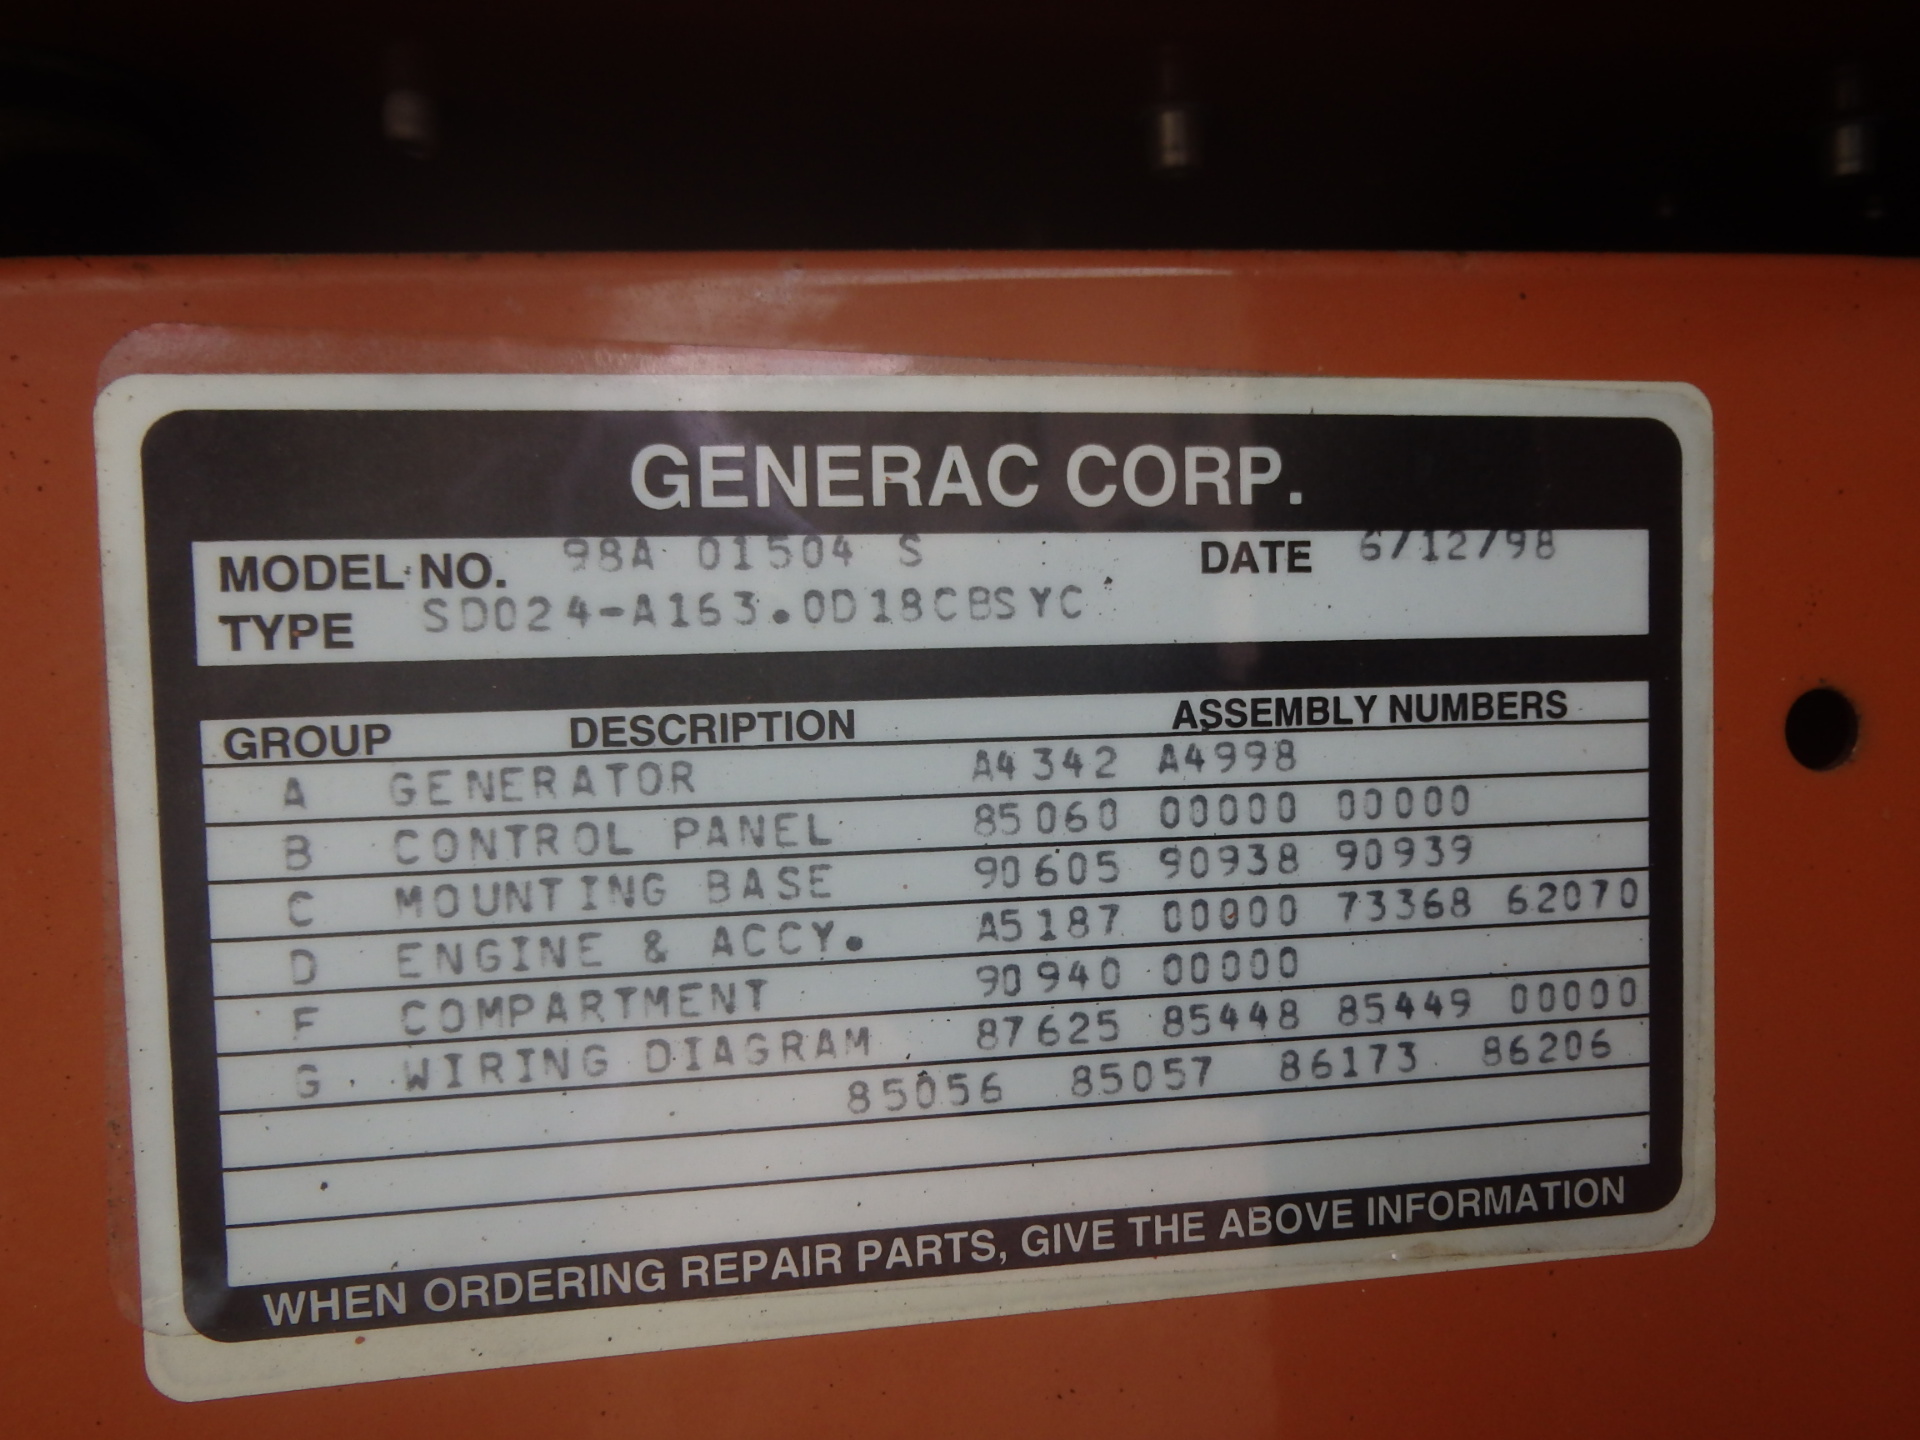 GENERAC CORP.
MODEL NO. 98A 01504 S DATE 6/12/98
TYPE SD024-A163.0D18CBSYC
GROUP DESCRIPTION ASSEMBLY NUMBERS
A GENERATOR A4342 A4998
B CONTROL PANEL 85060 00000 00000
C MOUNTING BASE 90605 90938 90939
D ENGINE & ACCY. A5187 00000 73368 62070
F COMPARTMENT 90940 00000
G WIRING DIAGRAM 87625 85448 85449 00000
85056 85057 86173 86206
WHEN ORDERING REPAIR PARTS, GIVE THE ABOVE INFORMATION